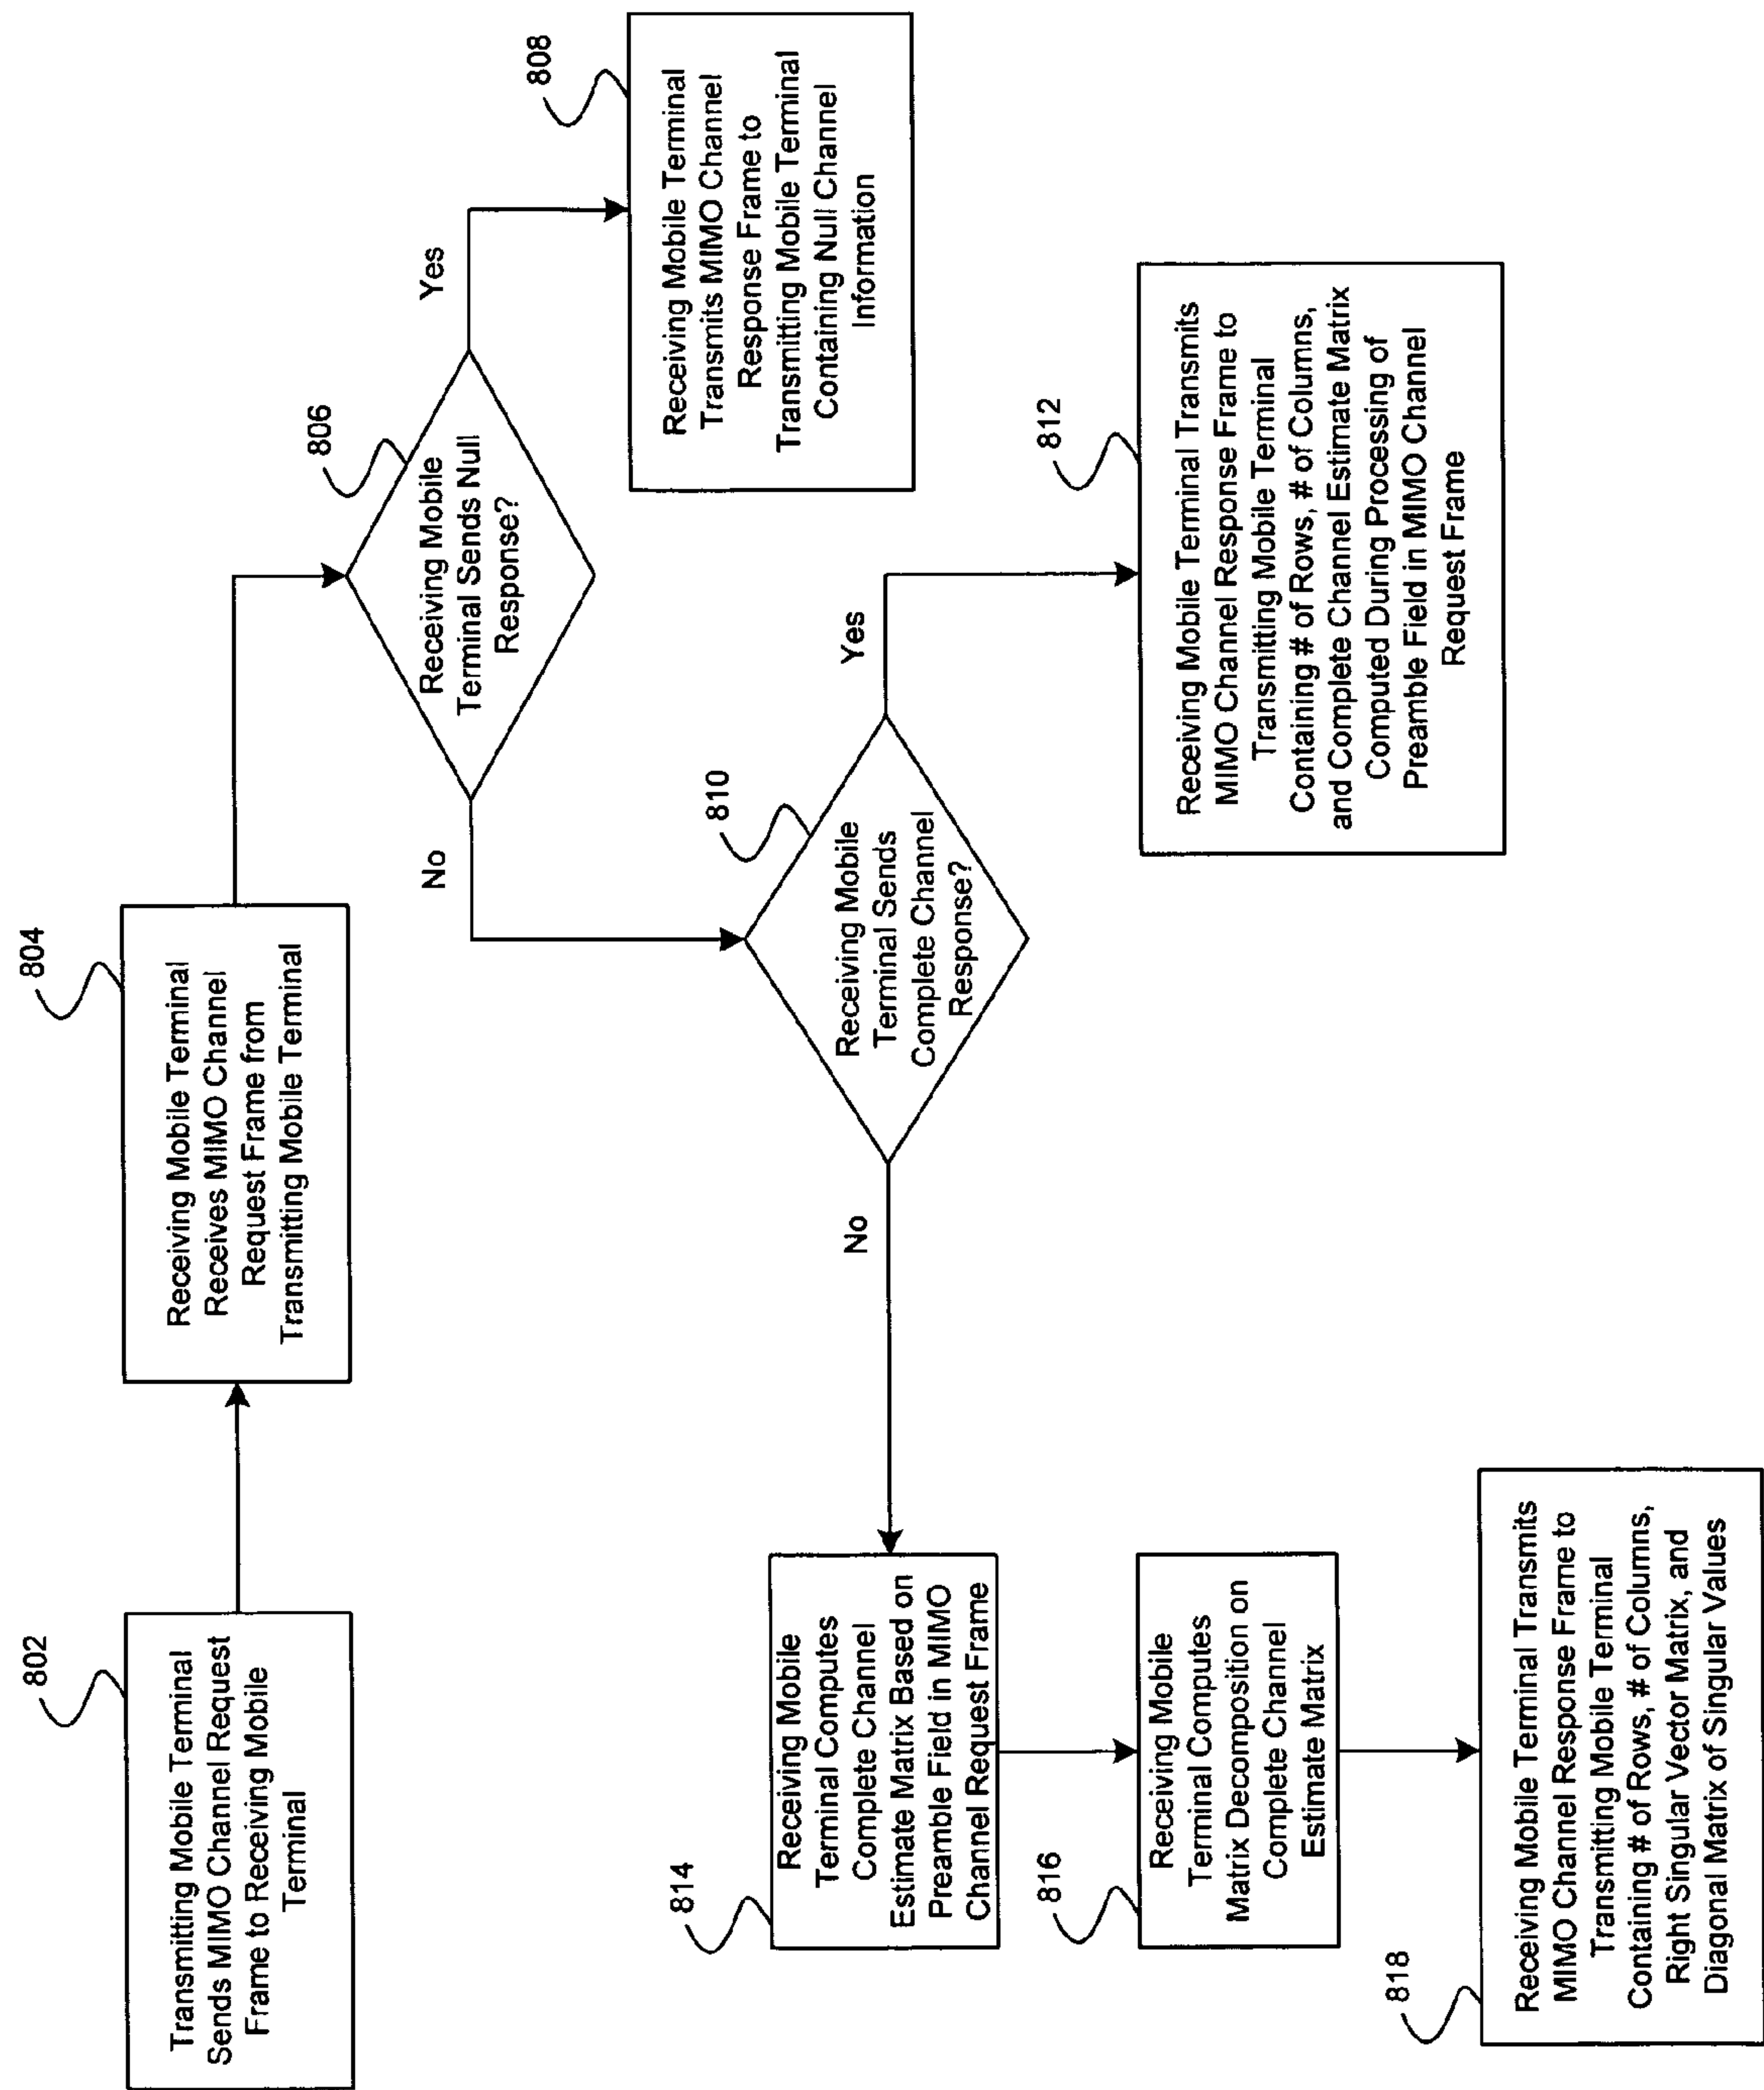 802
Transmitting Mobile Terminal
Sends MIMO Channel Request
Frame to Receiving Mobile
Terminal
804
Receiving Mobile Terminal
Receives MIMO Channel
Request Frame from
Transmitting Mobile Terminal
806
Receiving Mobile
Terminal Sends Null
Response?
Yes
No
808
Receiving Mobile Terminal
Transmits MIMO Channel
Response Frame to
Transmitting Mobile Terminal
Containing Null Channel
Information
810
Receiving Mobile
Terminal Sends
Complete Channel
Response?
Yes
No
812
Receiving Mobile Terminal Transmits
MIMO Channel Response Frame to
Transmitting Mobile Terminal
Containing # of Rows, # of Columns,
and Complete Channel Estimate Matrix
Computed During Processing of
Preamble Field in MIMO Channel
Request Frame
814
Receiving Mobile
Terminal Computes
Complete Channel
Estimate Matrix Based on
Preamble Field in MIMO
Channel Request Frame
816
Receiving Mobile
Terminal Computes
Matrix Decomposition on
Complete Channel
Estimate Matrix
818
Receiving Mobile Terminal Transmits
MIMO Channel Response Frame to
Transmitting Mobile Terminal
Containing # of Rows, # of Columns,
Right Singular Vector Matrix, and
Diagonal Matrix of Singular Values